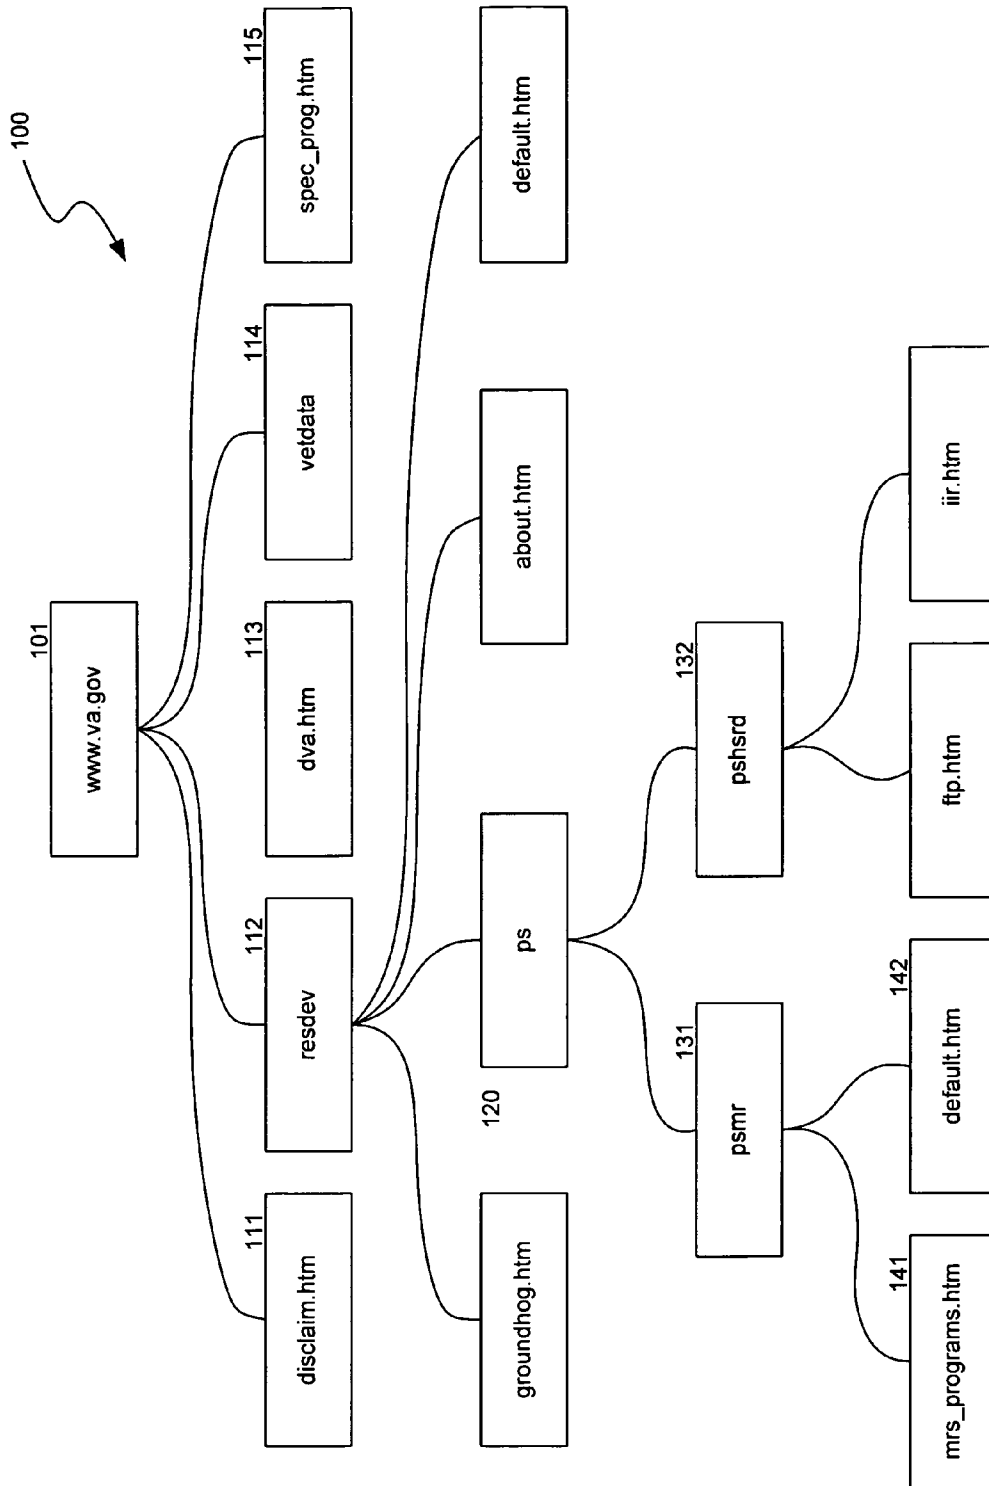 100
101
www.va.gov
111
disclaim.htm
112
resdev
113
dva.htm
114
vetdata
115
spec_prog.htm
groundhog.htm
120
ps
about.htm
default.htm
131
psmr
132
pshsrd
141
mrs_programs.htm
142
default.htm
ftp.htm
iir.htm